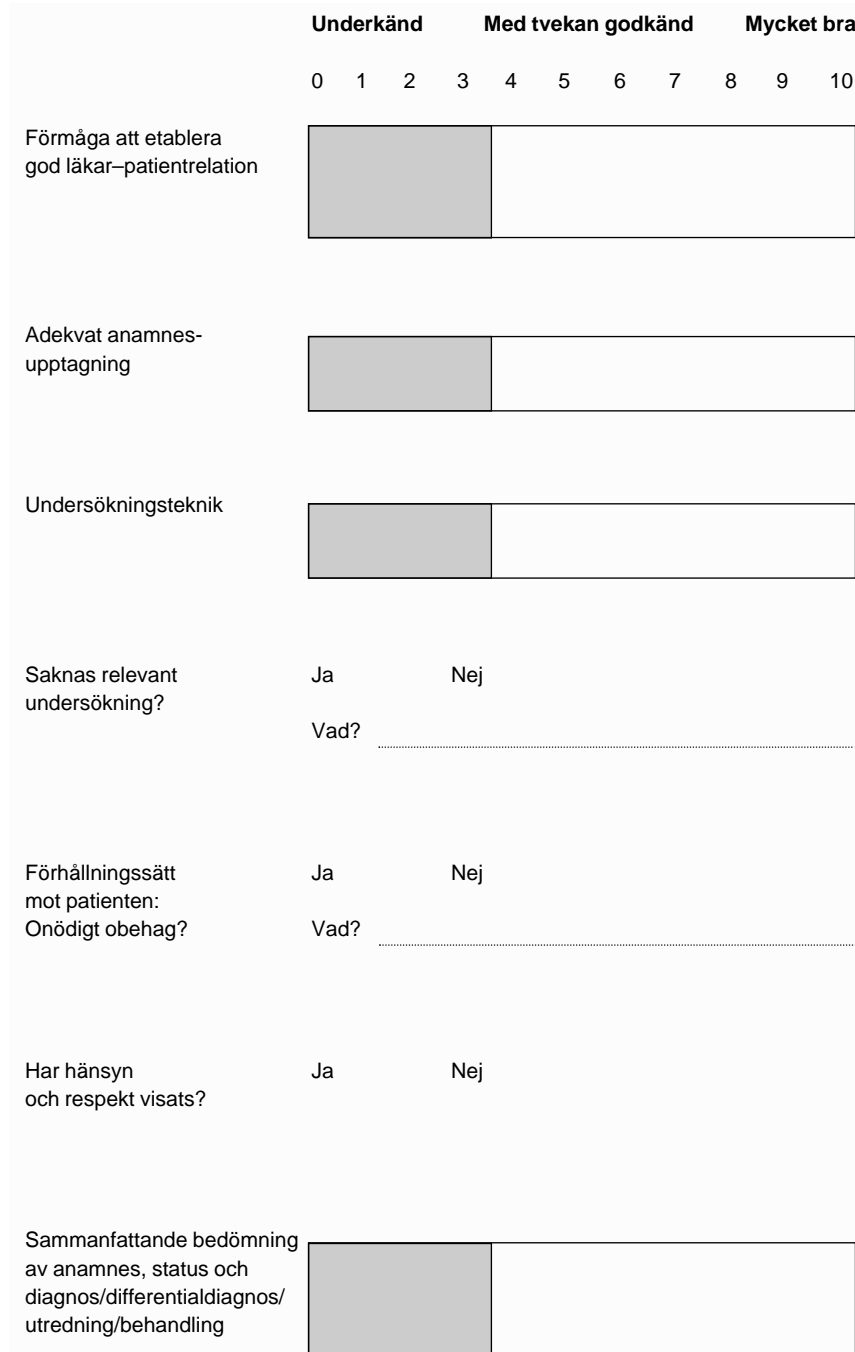 Underkänd Med tvekan godkänd Mycket bra
0 1 2 3 4 5 6 7 8 9 10
Förmåga att etablera
god läkar–patientrelation
Adekvat anamnes-
upptagning
Undersökningsteknik
Saknas relevant Ja Nej
undersökning?
Vad?
Förhållningssätt Ja Nej
mot patienten:
Onödigt obehag? Vad?
Har hänsyn Ja Nej
och respekt visats?
Sammanfattande bedömning
av anamnes, status och
diagnos/differentialdiagnos/
utredning/behandling